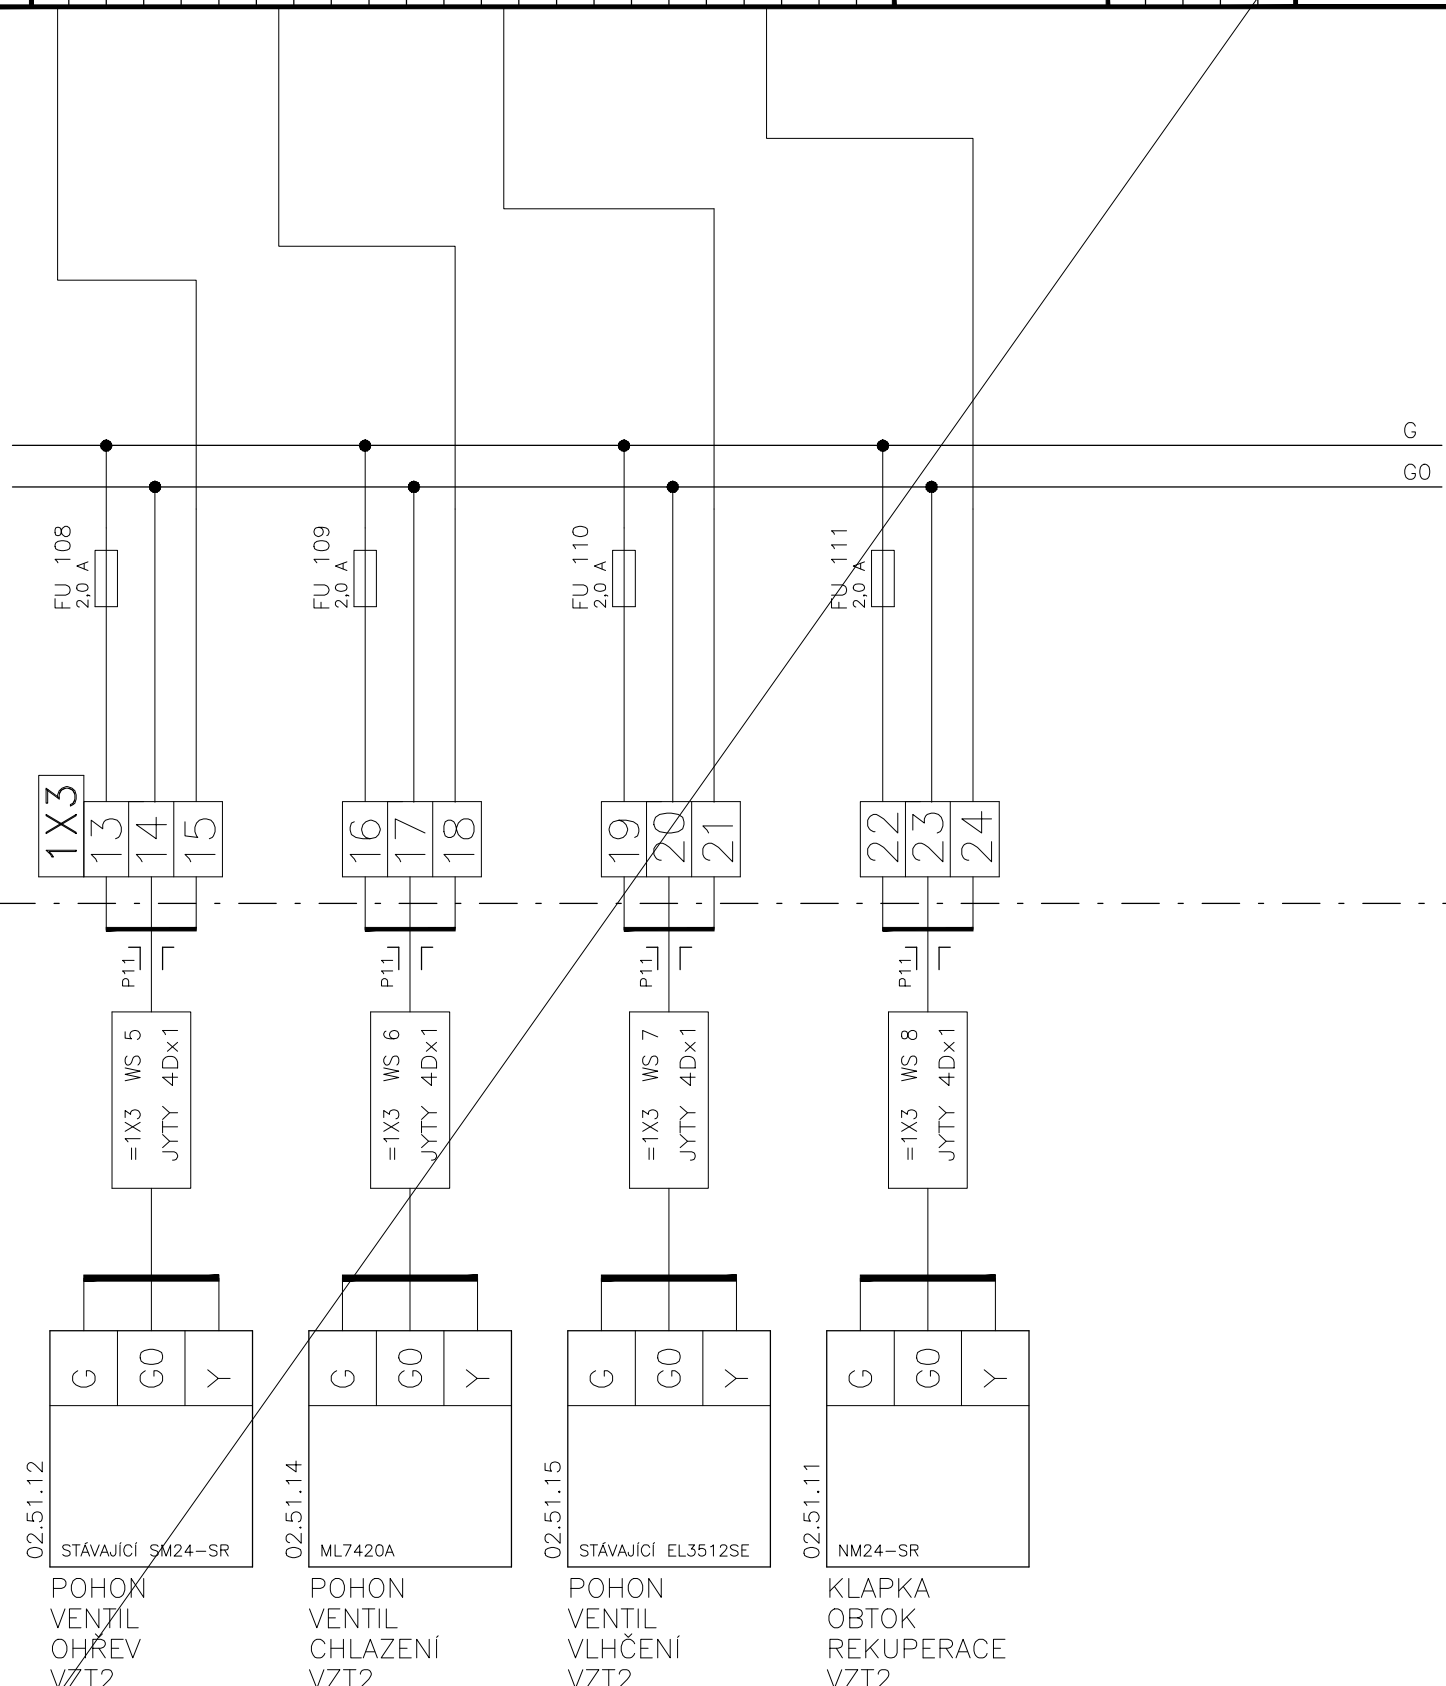 G
G0
FU 108
2,0 A
FU 109
2,0 A
FU 110
2,0 A
FU 111
2,0 A
1X3
13
14
15
16
17
18
19
20
21
22
23
24
P11
P11
P11
P11
=1X3 WS 5
JYTY 4Dx1
=1X3 WS 6
JYTY 4Dx1
=1X3 WS 7
JYTY 4Dx1
=1X3 WS 8
JYTY 4Dx1
G
G0
Y
G
G0
Y
G
G0
Y
G
G0
Y
02.51.12
STÁVAJÍCÍ SM24-SR
POHON
VENTIL
OHŘEV
VZT2
02.51.14
ML7420A
POHON
VENTIL
CHLAZENÍ
VZT2
02.51.15
STÁVAJÍCÍ EL3512SE
POHON
VENTIL
VLHČENÍ
VZT2
02.51.11
NM24-SR
KLAPKA
OBTOK
REKUPERACE
VZT2